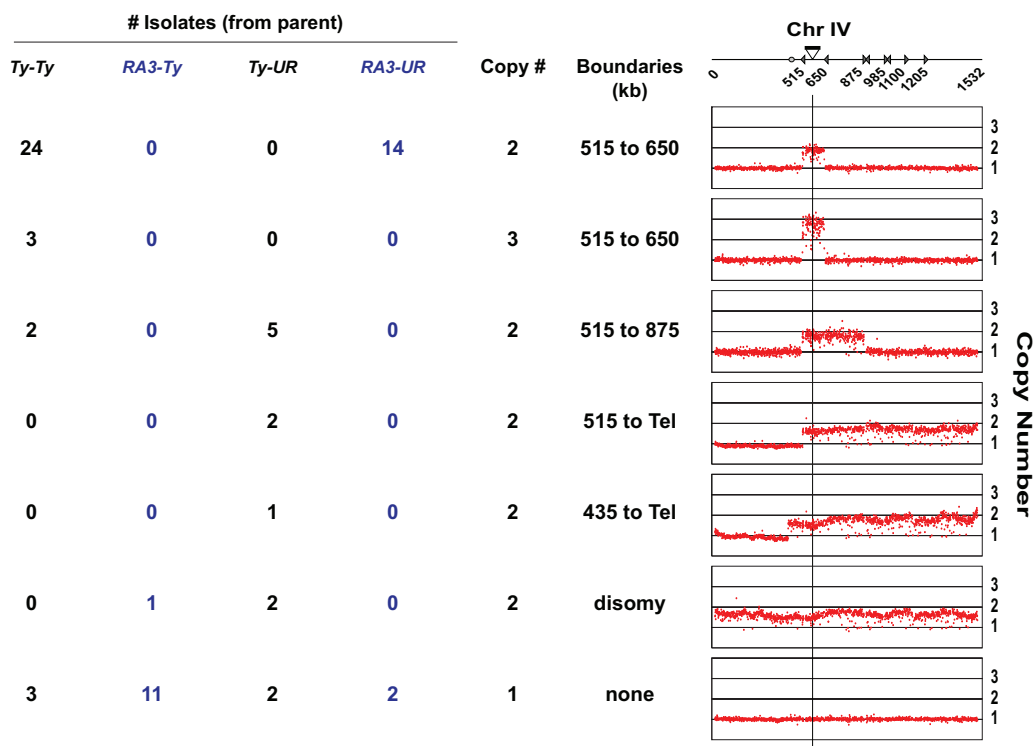 # Isolates (from parent)
Chr IV
Ty-Ty RA3-Ty Ty-UR RA3-UR Copy # Boundaries (kb)
0 515 650 875 985 1100 1205 1532
24 0 0 14 2 515 to 650
3 2 1
3 0 0 0 3 515 to 650
3 2 1
2 0 5 0 2 515 to 875
3 2 1
0 0 2 0 2 515 to Tel
3 2 1
0 0 1 0 2 435 to Tel
3 2 1
0 1 2 0 2 disomy
3 2 1
3 11 2 2 1 none
3 2 1
Copy Number